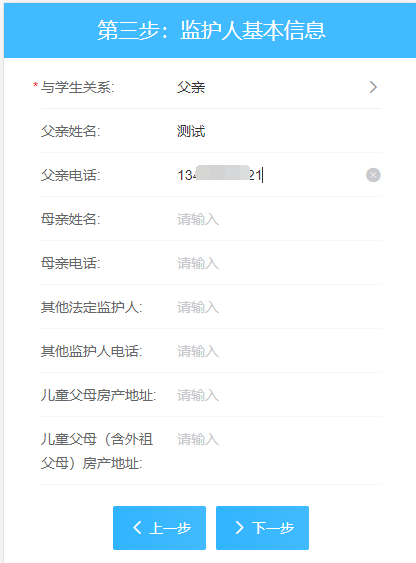 第三步：监护人基本信息
* 与学生关系: 父亲
父亲姓名: 测试
父亲电话: 134 21
母亲姓名: 请输入
母亲电话: 请输入
其他法定监护人: 请输入
其他监护人电话: 请输入
儿童父母房产地址: 请输入
儿童父母（含外祖 请输入
父母）房产地址:
上一步 下一步